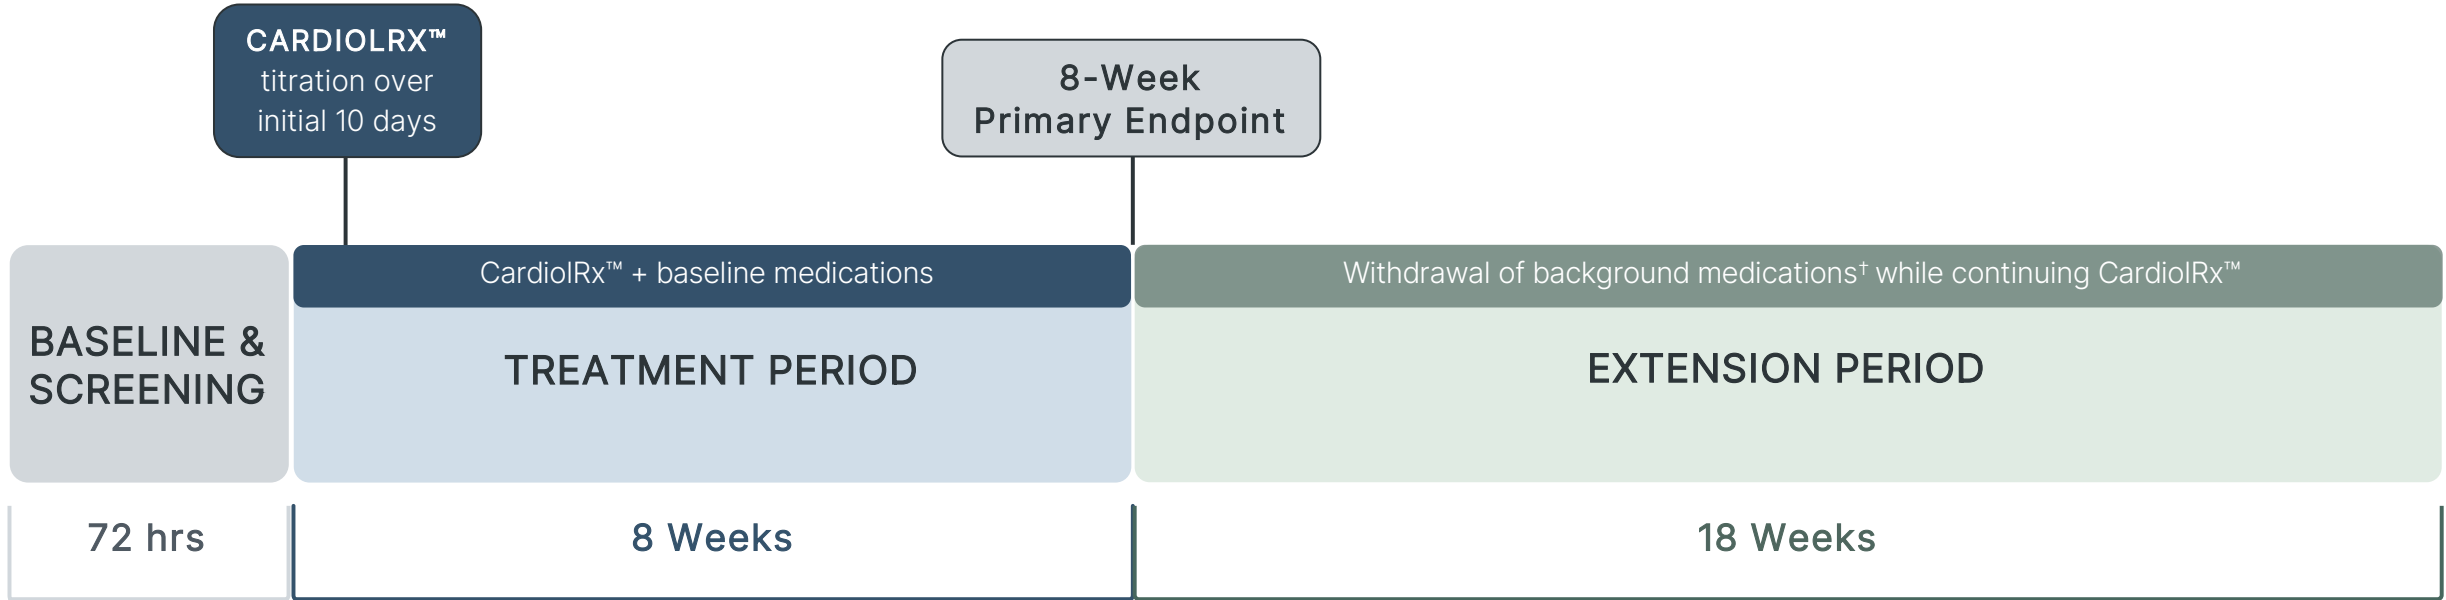 CARDIOLRX™
titration over
initial 10 days
8-Week
Primary Endpoint
CardiolRx™ + baseline medications
Withdrawal of background medications† while continuing CardiolRx™
BASELINE &
SCREENING
TREATMENT PERIOD
EXTENSION PERIOD
72 hrs
8 Weeks
18 Weeks